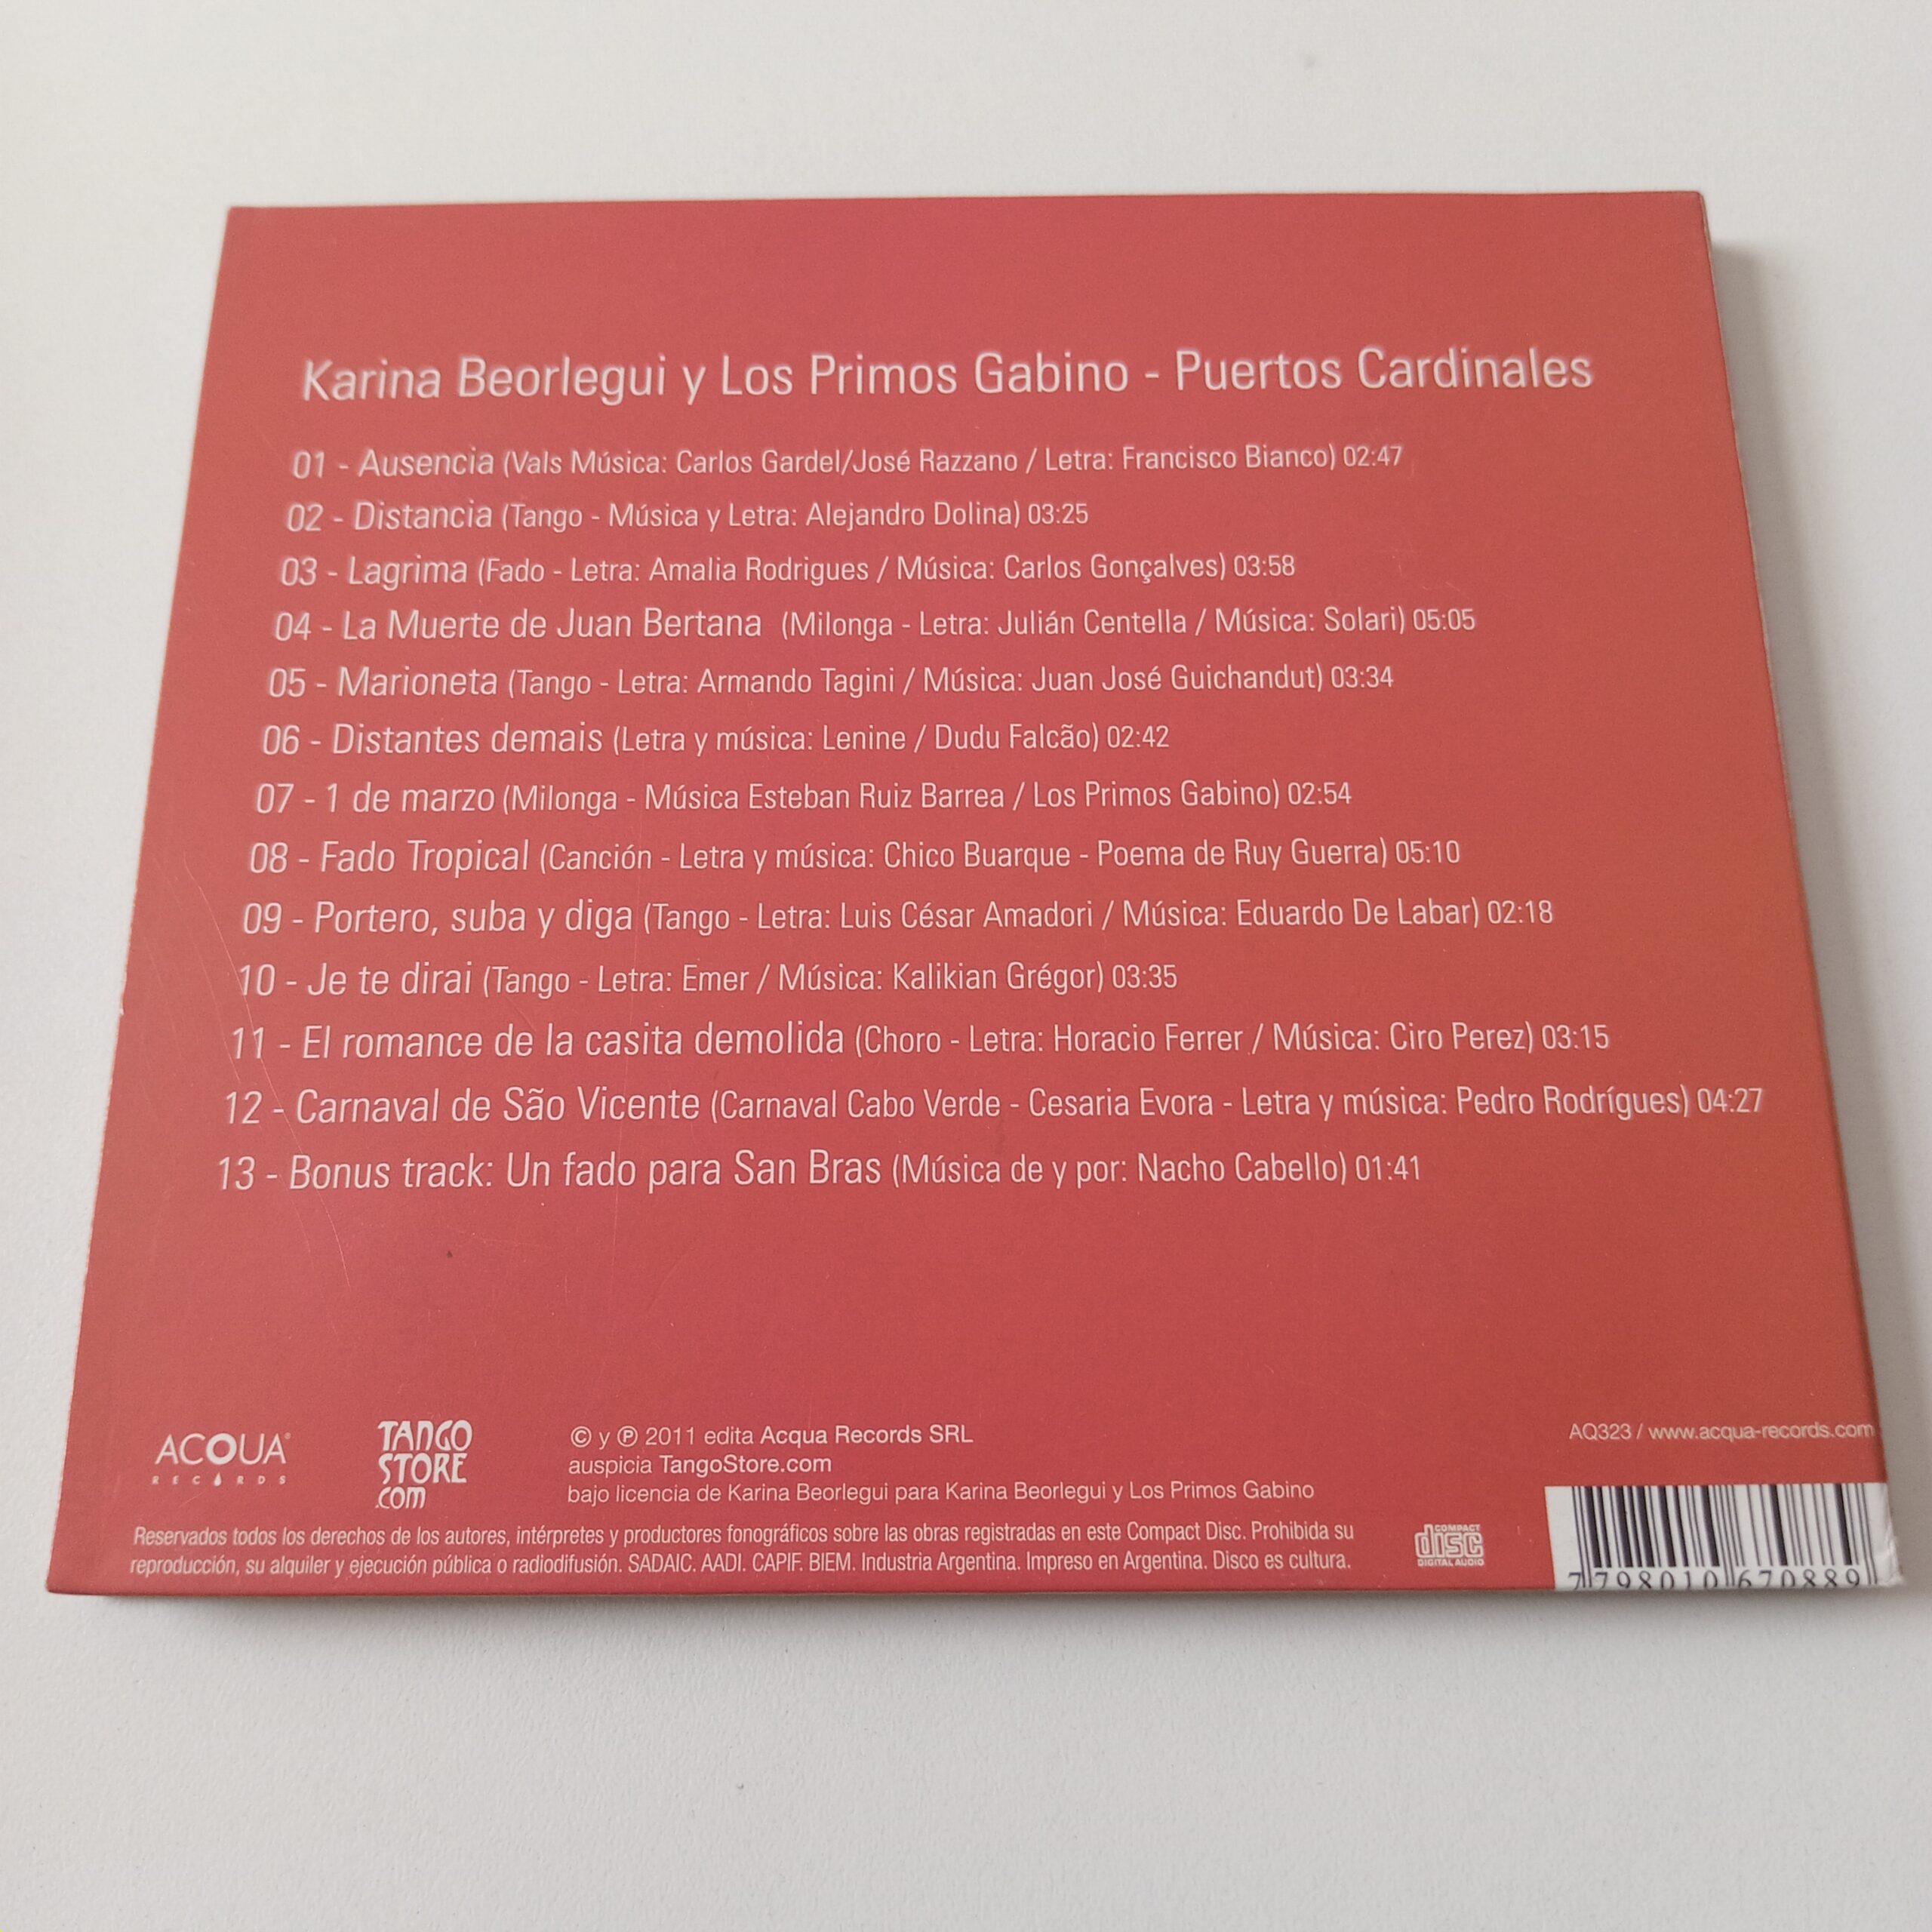 Karina Beorlegui y Los Primos Gabino - Puertos Cardinales
01 - Ausencia (Vals Música: Carlos Gardel/José Razzano / Letra: Francisco Bianco) 02:47
02 - Distancia (Tango - Música y Letra: Alejandro Dolina) 03:25
03 - Lagrima (Fado - Letra: Amalia Rodrigues / Música: Carlos Gonçalves) 03:58
04 - La Muerte de Juan Bertana (Milonga - Letra: Julián Centella / Música: Solari) 05:05
05 - Marioneta (Tango - Letra: Armando Tagini / Música: Juan José Guichandut) 03:34
06 - Distantes demais (Letra y música: Lenine / Dudu Falcão) 02:42
07 - 1 de marzo (Milonga - Música Esteban Ruiz Barrea / Los Primos Gabino) 02:54
08 - Fado Tropical (Canción - Letra y música: Chico Buarque - Poema de Ruy Guerra) 05:10
09 - Portero, suba y diga (Tango - Letra: Luis César Amadori / Música: Eduardo De Labar) 02:18
10 - Je te dirai (Tango - Letra: Emer / Música: Kalikian Grégor) 03:35
11 - El romance de la casita demolida (Choro - Letra: Horacio Ferrer / Música: Ciro Perez) 03:15
12 - Carnaval de São Vicente (Carnaval Cabo Verde - Cesaria Evora - Letra y música: Pedro Rodrígues) 04:27
13 - Bonus track: Un fado para San Bras (Música de y por: Nacho Cabello) 01:41
ACQUA
RECORDS
TANGO
STORE
.COM
© y ℗ 2011 edita Acqua Records SRL
auspicia TangoStore.com
bajo licencia de Karina Beorlegui para Karina Beorlegui y Los Primos Gabino
AQ323 / www.acqua-records.com
Reservados todos los derechos de los autores, intérpretes y productores fonográficos sobre las obras registradas en este Compact Disc. Prohibida su
reproducción, su alquiler y ejecución pública o radiodifusión. SADAIC. AADI. CAPIF. BIEM. Industria Argentina. Impreso en Argentina. Disco es cultura.
COMPACT
disc
DIGITAL AUDIO
7 798010 670889